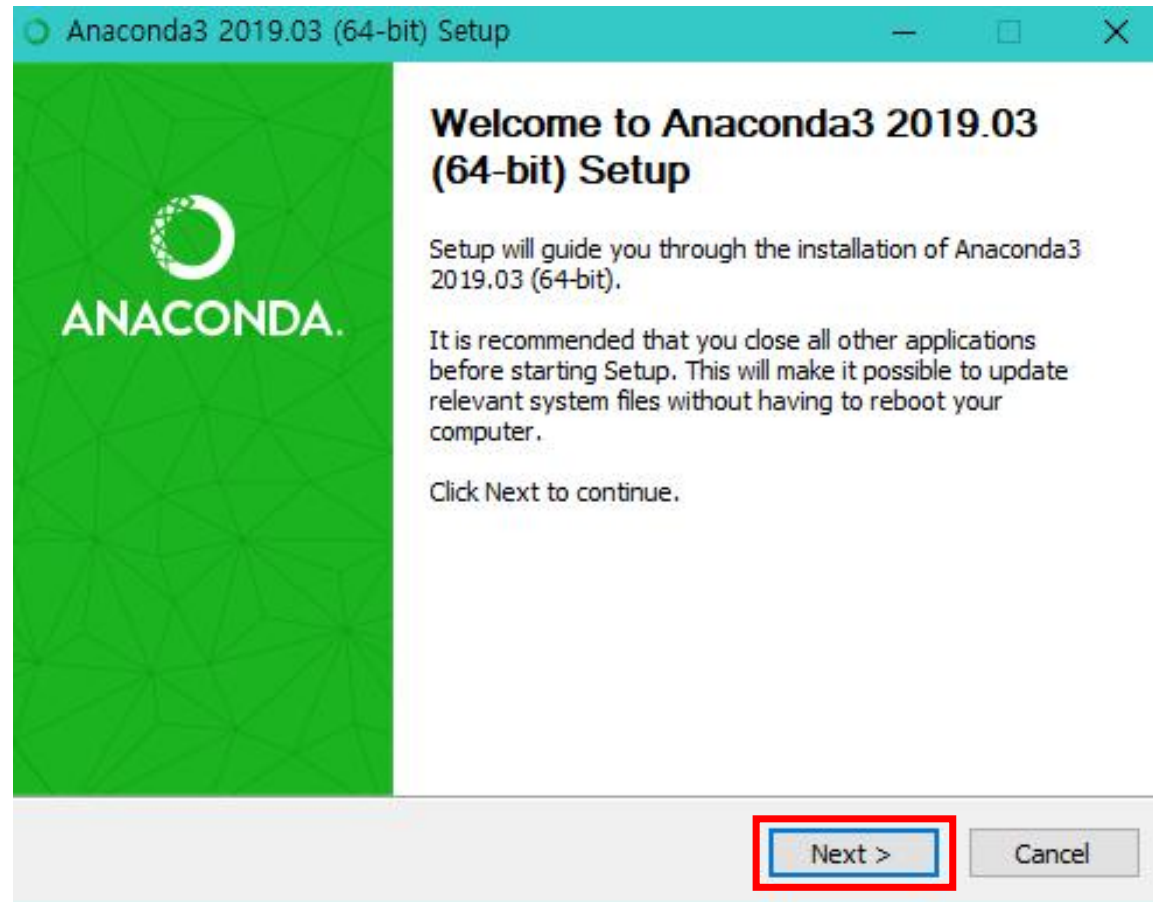 Anaconda3 2019.03 (64-bit) Setup
Welcome to Anaconda3 2019.03
(64-bit) Setup
Setup will guide you through the installation of Anaconda3
2019.03 (64-bit).
It is recommended that you close all other applications
before starting Setup. This will make it possible to update
relevant system files without having to reboot your
computer.
Click Next to continue.
ANACONDA.
Next >
Cancel